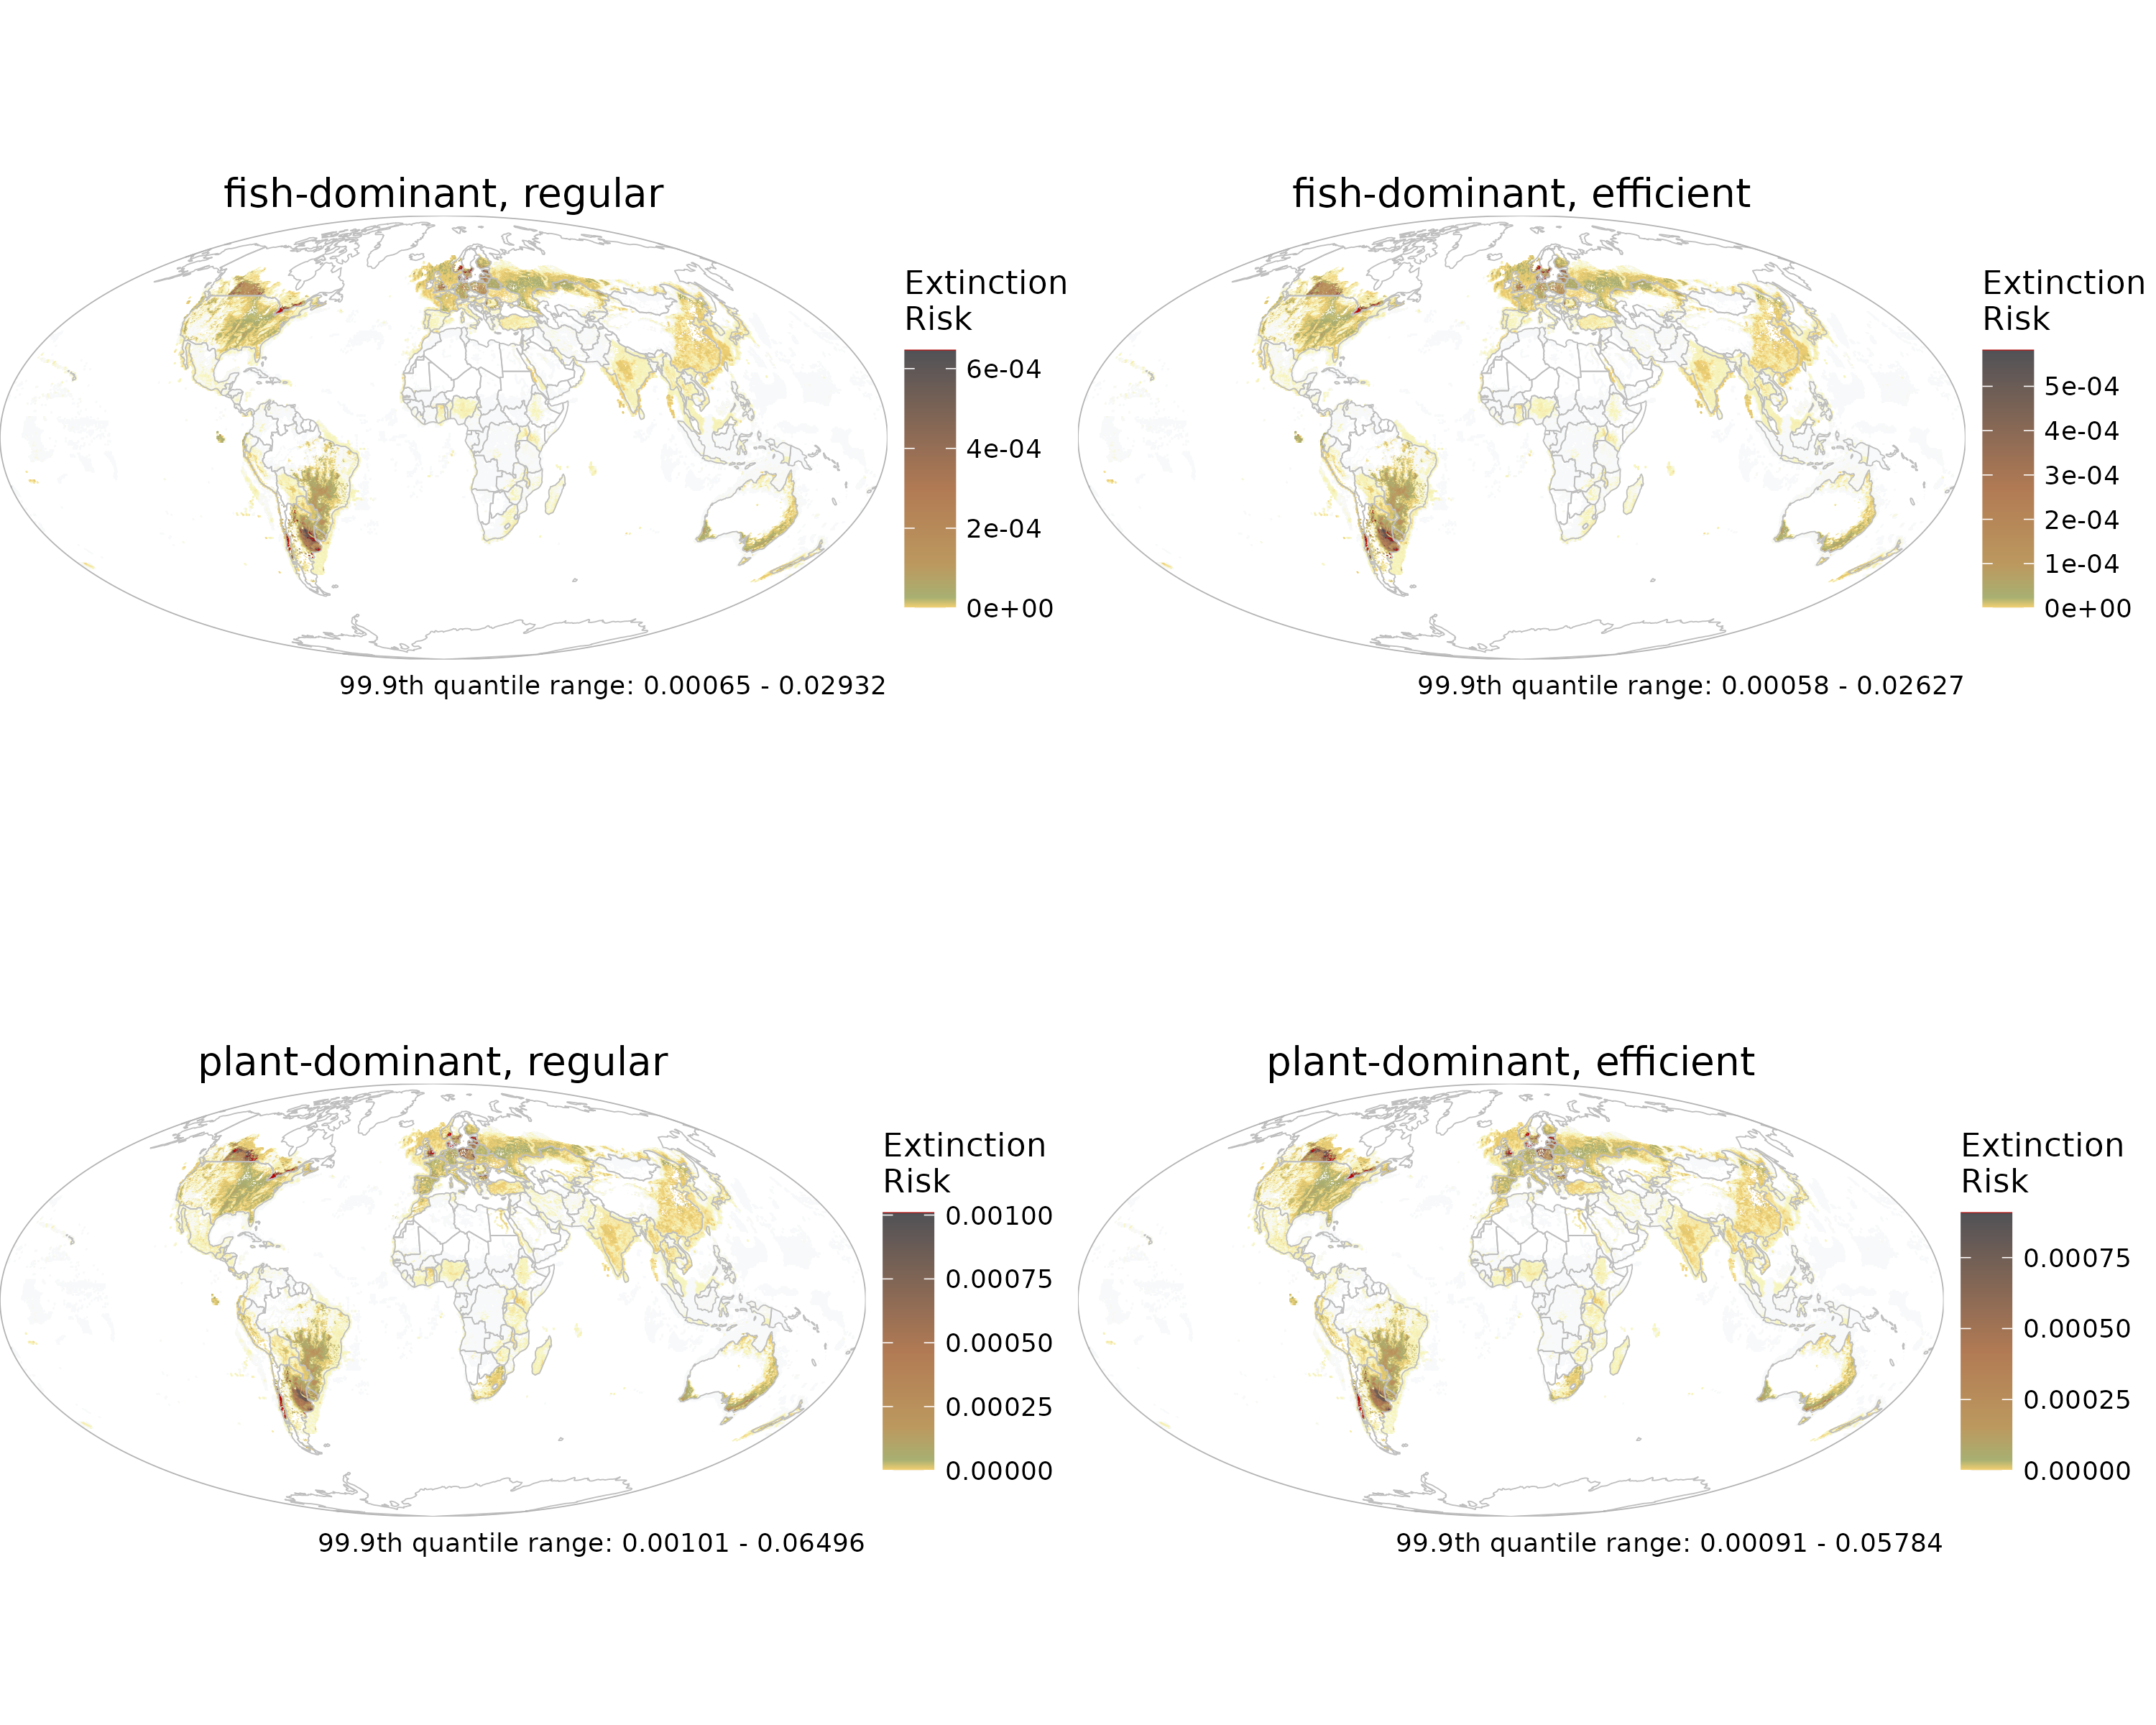 fish-dominant, regular
Extinction
Risk
6e-04
4e-04
2e-04
0e+00
99.9th quantile range: 0.00065 - 0.02932
fish-dominant, efficient
Extinction
Risk
5e-04
4e-04
3e-04
2e-04
1e-04
0e+00
99.9th quantile range: 0.00058 - 0.02627
plant-dominant, regular
Extinction
Risk
0.00100
0.00075
0.00050
0.00025
0.00000
99.9th quantile range: 0.00101 - 0.06496
plant-dominant, efficient
Extinction
Risk
0.00075
0.00050
0.00025
0.00000
99.9th quantile range: 0.00091 - 0.05784